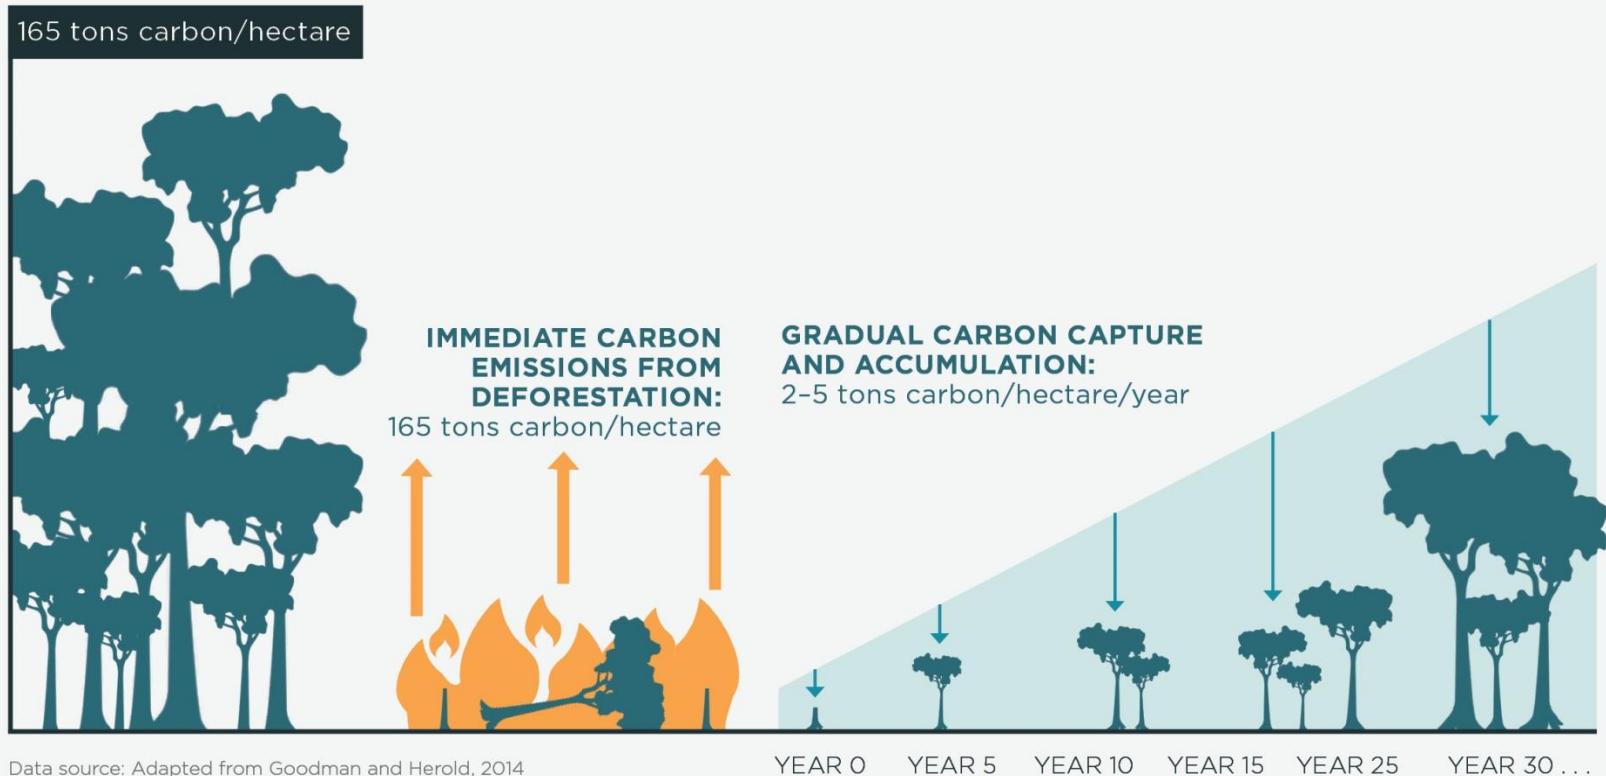 165 tons carbon/hectare
IMMEDIATE CARBON
EMISSIONS FROM
DEFORESTATION:
165 tons carbon/hectare
GRADUAL CARBON CAPTURE
AND ACCUMULATION:
2–5 tons carbon/hectare/year
YEAR 0 YEAR 5 YEAR 10 YEAR 15 YEAR 25 YEAR 30 ...
Data source: Adapted from Goodman and Herold, 2014